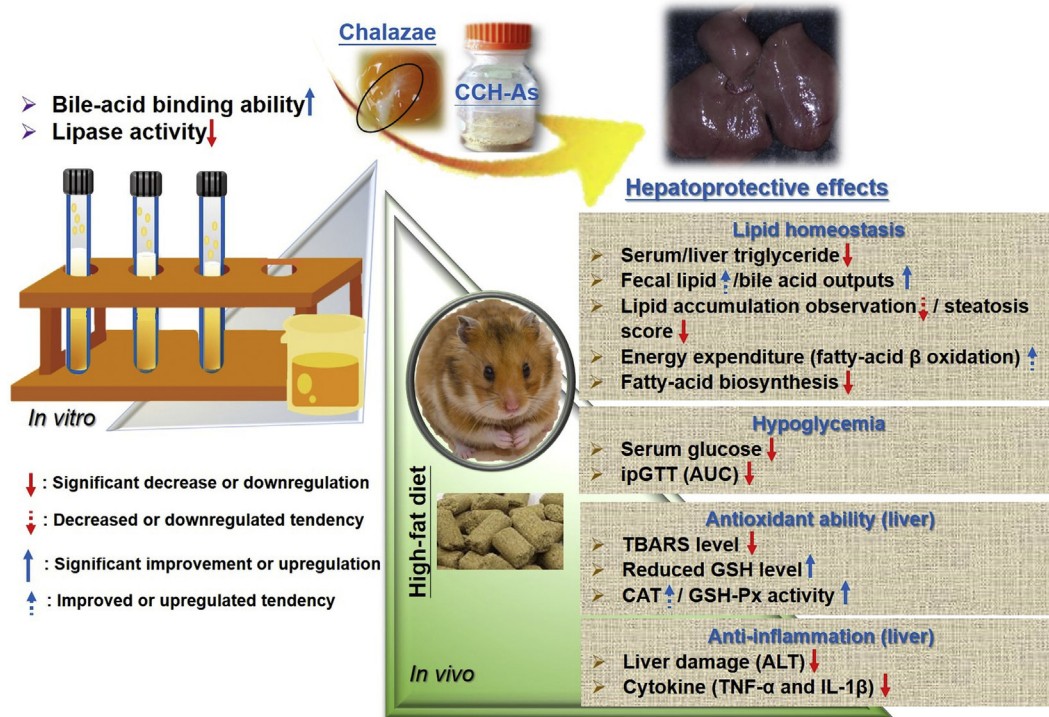 Chalazae
CCH-As
➢ Bile-acid binding ability↑
➢ Lipase activity↓
In vitro
↓ : Significant decrease or downregulation
⇣ : Decreased or downregulated tendency
↑ : Significant improvement or upregulation
⇡ : Improved or upregulated tendency
High-fat diet
In vivo
Hepatoprotective effects
Lipid homeostasis
➢ Serum/liver triglyceride↓
➢ Fecal lipid⇡/bile acid outputs ↑
➢ Lipid accumulation observation⇣/ steatosis
score↓
➢ Energy expenditure (fatty-acid β oxidation) ⇡
➢ Fatty-acid biosynthesis↓
Hypoglycemia
➢ Serum glucose↓
➢ ipGTT (AUC)↓
Antioxidant ability (liver)
➢ TBARS level↓
➢ Reduced GSH level↑
➢ CAT⇡/ GSH-Px activity↑
Anti-inflammation (liver)
➢ Liver damage (ALT)↓
➢ Cytokine (TNF-α and IL-1β)↓